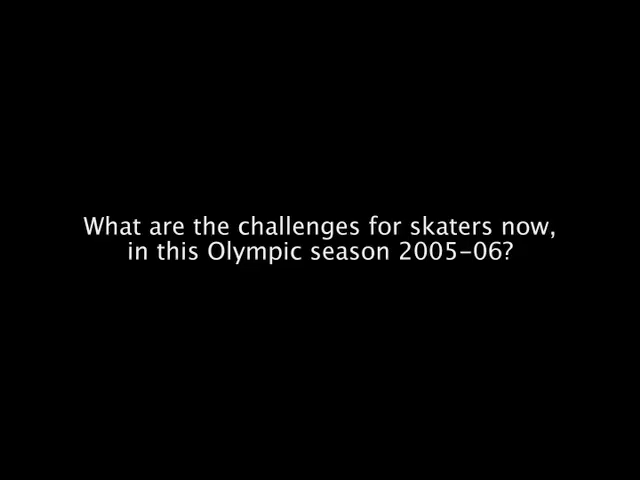 What are the challenges for skaters now,
in this Olympic season 2005-06?